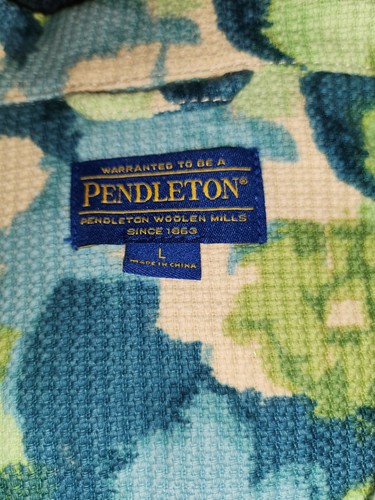 WARRANTED TO BE A
PENDLETON®
PENDLETON WOOLEN MILLS®
SINCE 1863
L
MADE IN CHINA